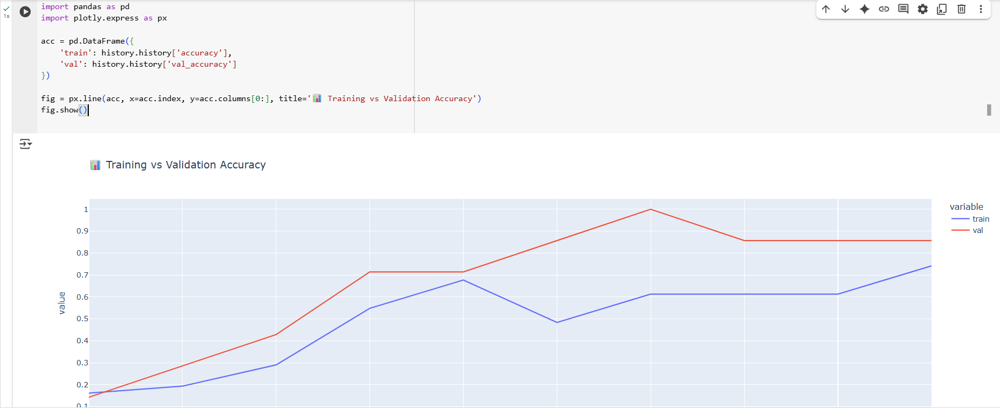 import pandas as pd
1s
import plotly.express as px
acc = pd.DataFrame({
'train': history.history['accuracy'],
'val': history.history['val_accuracy']
})
fig = px.line(acc, x=acc.index, y=acc.columns[0:], title='📊 Training vs Validation Accuracy')
fig.show()
📊 Training vs Validation Accuracy
variable
train
val
1
0.9
0.8
0.7
0.6
0.5
0.4
0.3
0.2
0.1
value